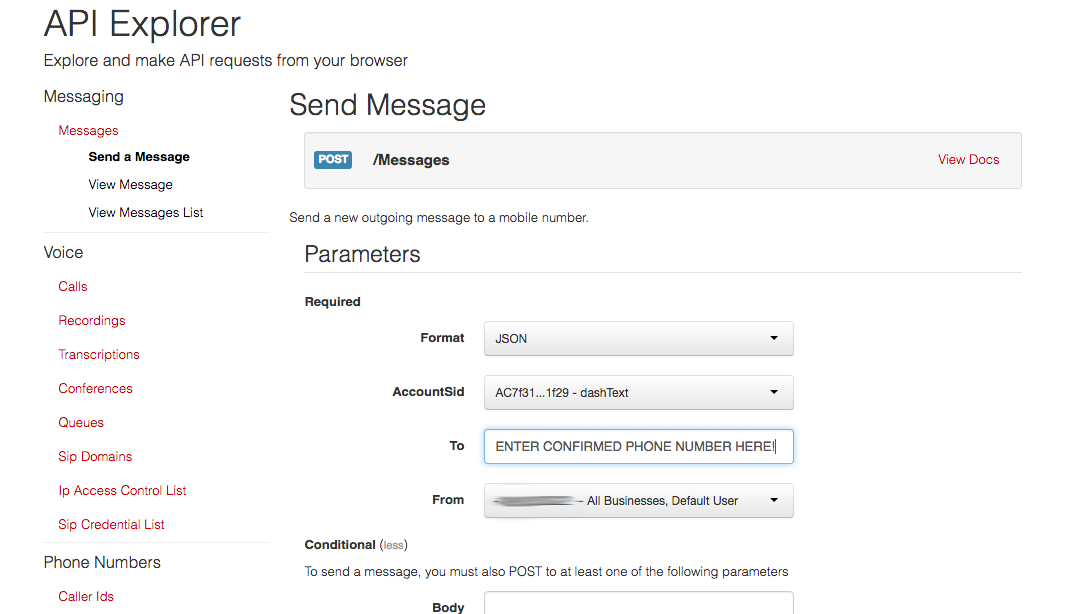 API Explorer
Explore and make API requests from your browser
Messaging
Messages
Send a Message
View Message
View Messages List
Voice
Calls
Recordings
Transcriptions
Conferences
Queues
Sip Domains
Ip Access Control List
Sip Credential List
Phone Numbers
Caller Ids
Send Message
POST /Messages View Docs
Send a new outgoing message to a mobile number.
Parameters
Required
Format JSON
AccountSid AC7f31...1f29 - dashText
To ENTER CONFIRMED PHONE NUMBER HERE!
From - All Businesses, Default User
Conditional (less)
To send a message, you must also POST to at least one of the following parameters
Body